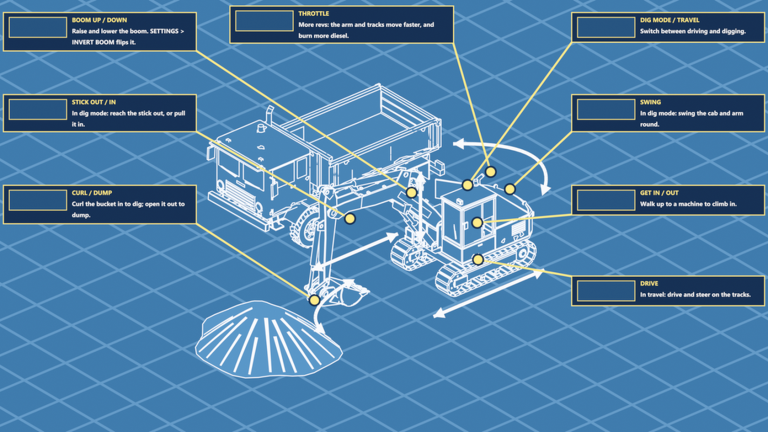 BOOM UP / DOWN
Raise and lower the boom. SETTINGS >
INVERT BOOM flips it.
THROTTLE
More revs: the arm and tracks move faster, and
burn more diesel.
DIG MODE / TRAVEL
Switch between driving and digging.
STICK OUT / IN
In dig mode: reach the stick out, or pull
it in.
SWING
In dig mode: swing the cab and arm
round.
CURL / DUMP
Curl the bucket in to dig; open it out to
dump.
GET IN / OUT
Walk up to a machine to climb in.
DRIVE
In travel: drive and steer on the tracks.